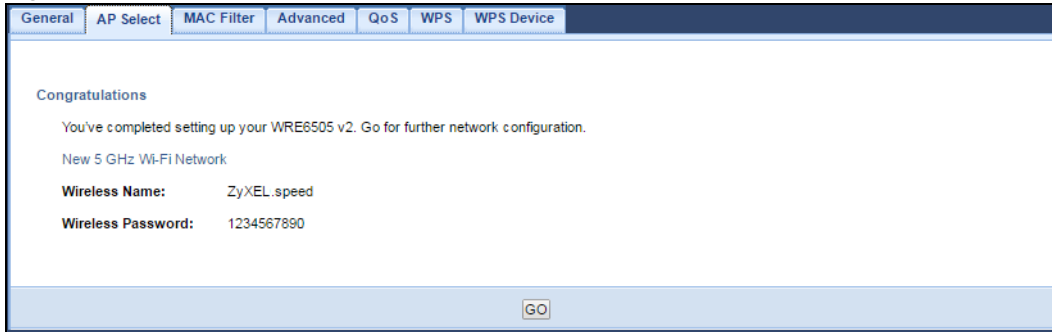 General AP Select MAC Filter Advanced QoS WPS WPS Device
Congratulations
You've completed setting up your WRE6505 v2. Go for further network configuration.
New 5 GHz Wi-Fi Network
Wireless Name: ZyXEL.speed
Wireless Password: 1234567890
GO